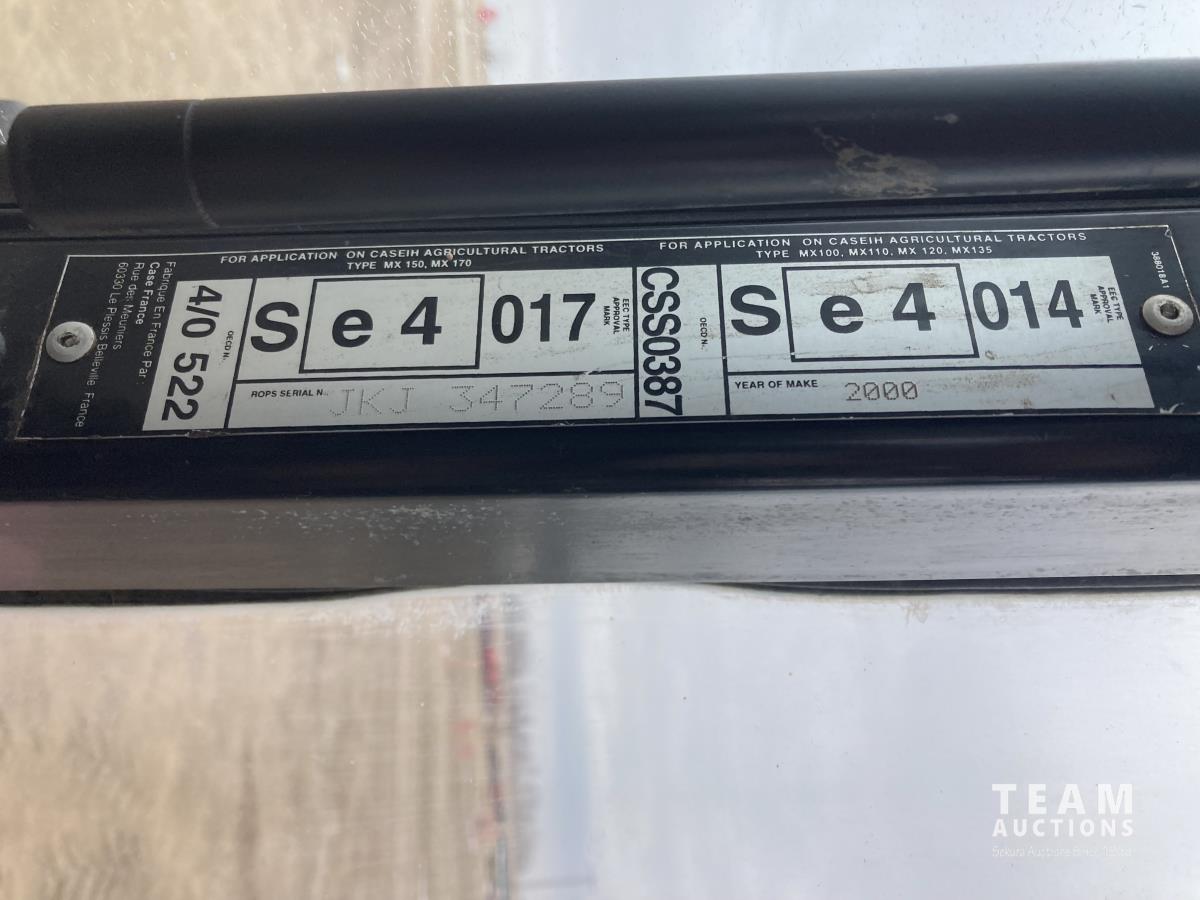 FOR APPLICATION ON CASEIH AGRICULTURAL TRACTORS
TYPE MX 150, MX 170
S e 4 017
EEC TYPE
APPROVAL
MARK
ROPS SERIAL N.. JKJ 347289
OECD N..
4/0 522
Fabrique En France Par:
Case France
Rue des Meuniers
60330 Le Plessis Belleville France
FOR APPLICATION ON CASEIH AGRICULTURAL TRACTORS
TYPE MX100, MX110, MX 120, MX135
S e 4 014
EEC TYPE
APPROVAL
MARK
YEAR OF MAKE 2000
OECD N..
CSS0387
TEAM
AUCTIONS